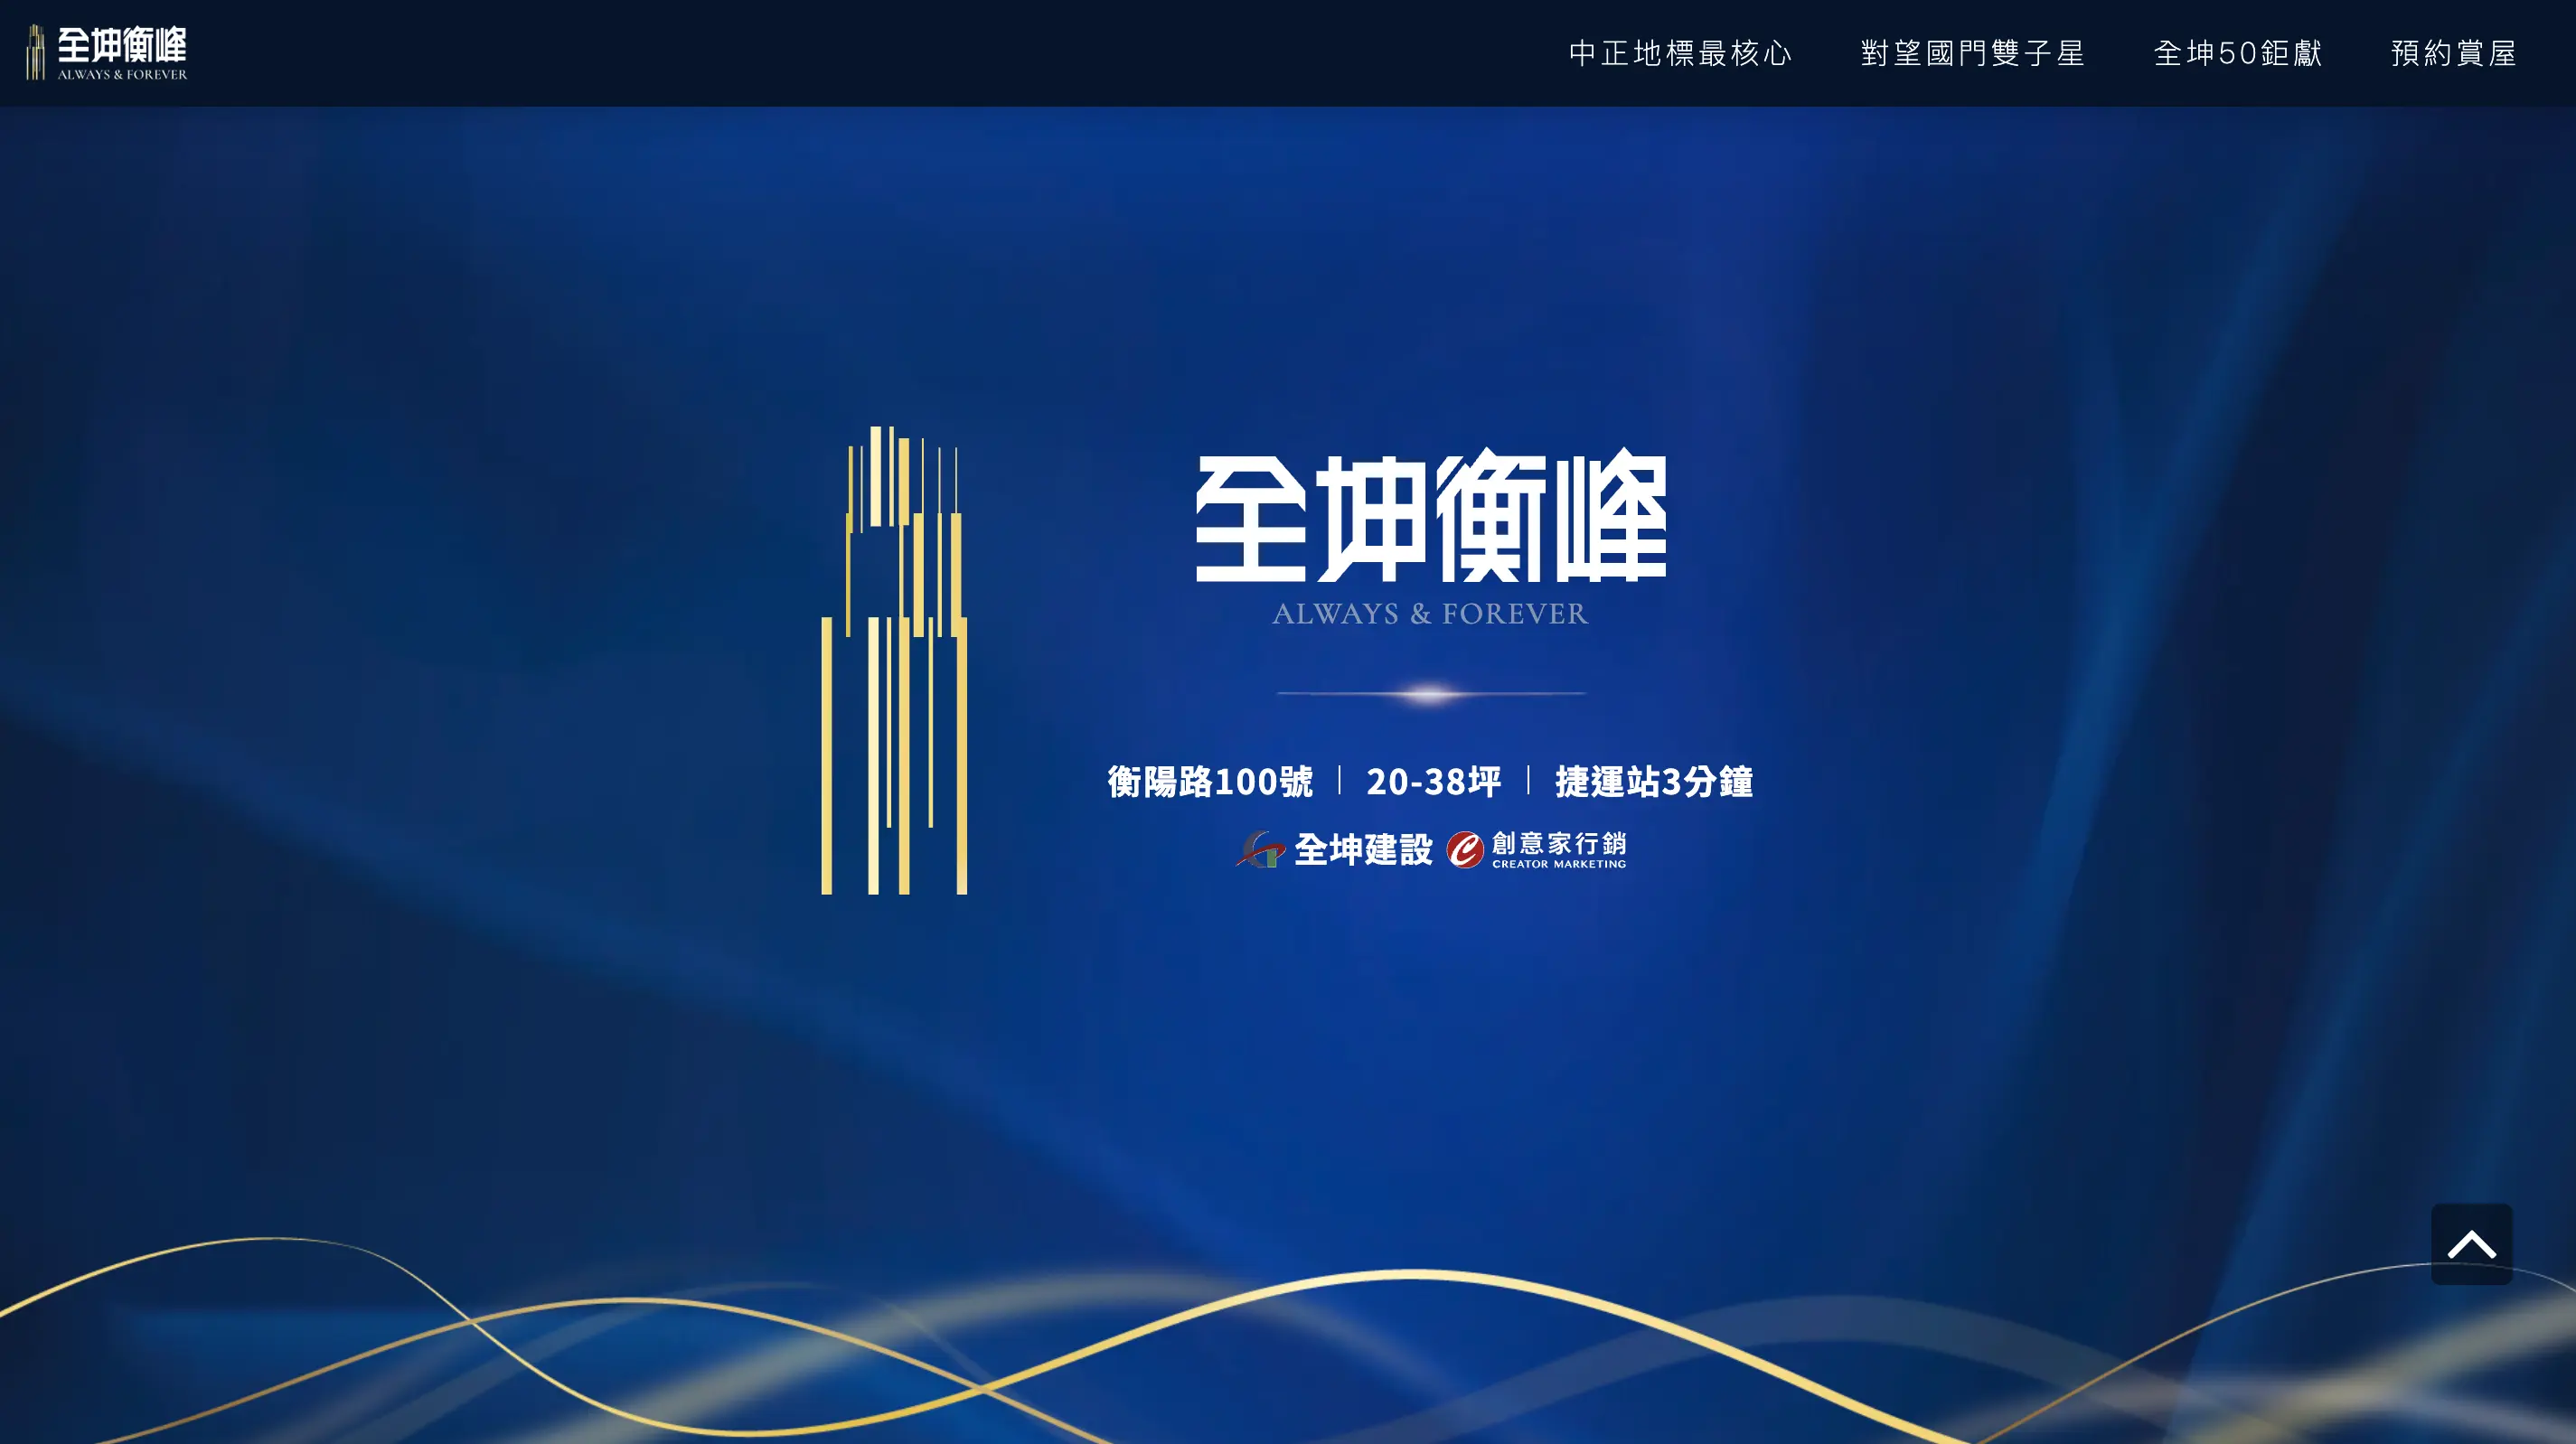 全坤衡峰
ALWAYS & FOREVER
中正地標最核心 對望國門雙子星 全坤50鉅獻 預約賞屋
全坤衡峰
ALWAYS & FOREVER
衡陽路100號｜20-38坪｜捷運站3分鐘
全坤建設 創意家行銷
CREATOR MARKETING